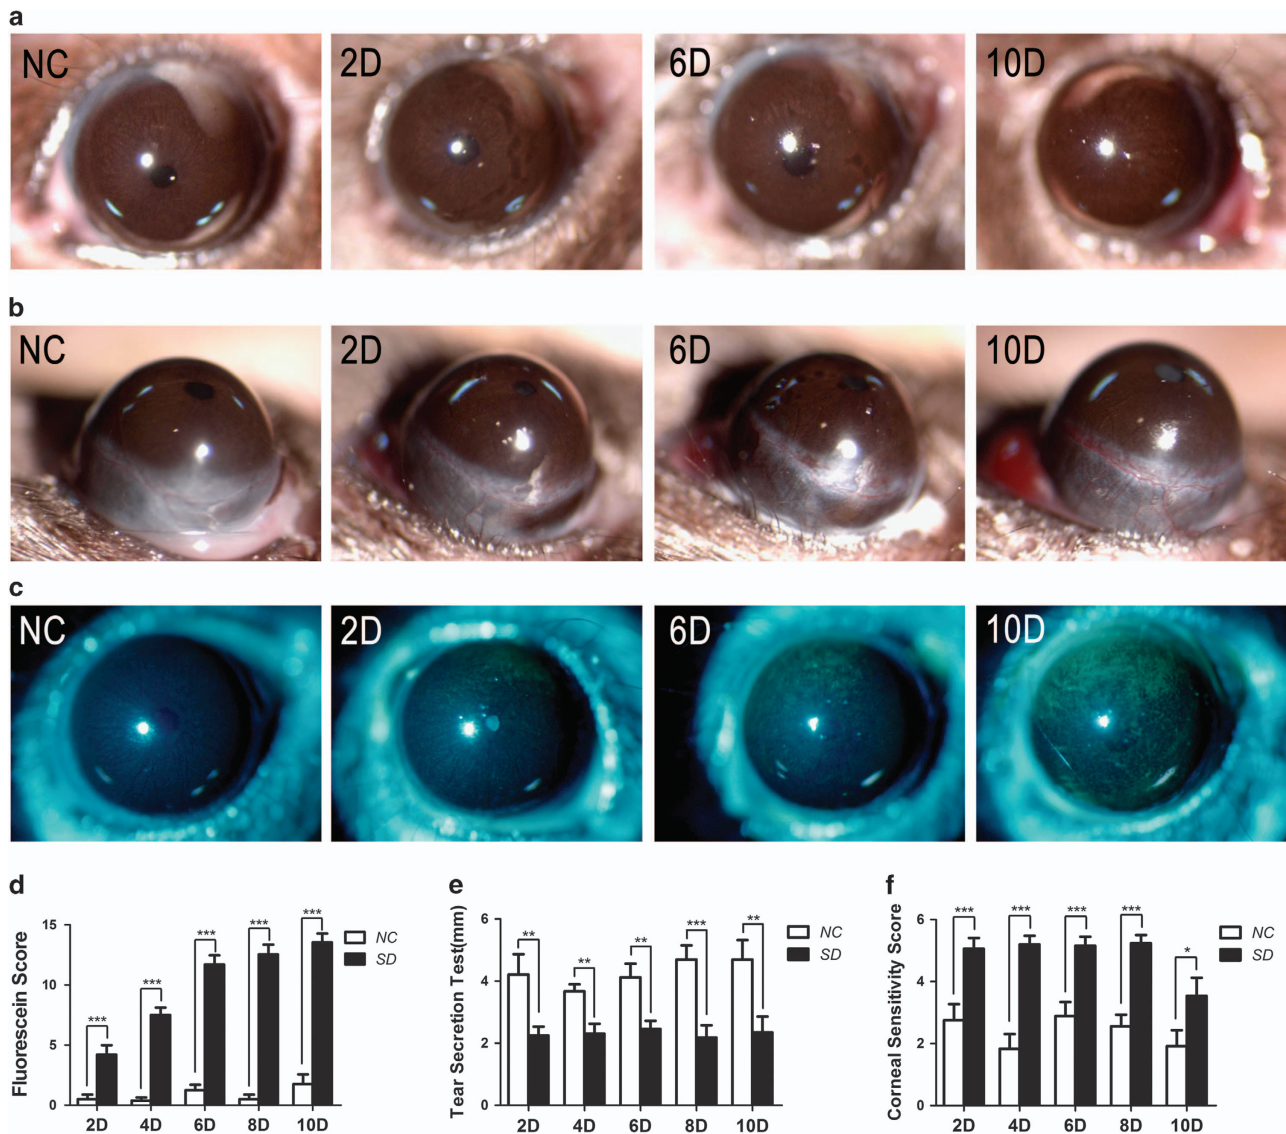 a
NC 2D 6D 10D
b
NC 2D 6D 10D
c
NC 2D 6D 10D
d
Fluorescein Score
15
10
5
0
***
***
***
***
***
NC
SD
2D 4D 6D 8D 10D
e
Tear Secretion Test(mm)
6
4
2
0
**
**
**
***
**
NC
SD
2D 4D 6D 8D 10D
f
Corneal Sensitivity Score
6
4
2
0
***
***
***
***
*
NC
SD
2D 4D 6D 8D 10D